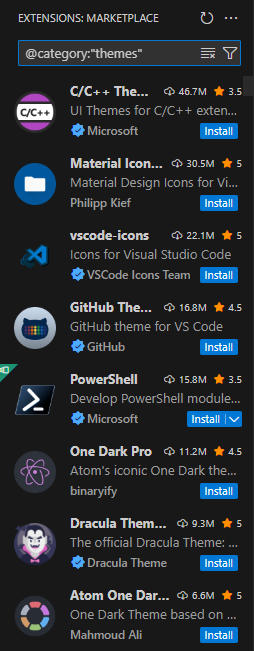 EXTENSIONS: MARKETPLACE
@category:"themes"
C/C++ The... 46.7M 3.5
UI Themes for C/C++ exten...
Microsoft Install
Material Icon... 30.5M 5
Material Design Icons for Vi...
Philipp Kief Install
vscode-icons 22.1M 5
Icons for Visual Studio Code
VSCode Icons Team Install
GitHub The... 16.8M 4.5
GitHub theme for VS Code
GitHub Install
PowerShell 15.8M 3.5
Develop PowerShell module...
Microsoft Install
One Dark Pro 11.2M 4.5
Atom's iconic One Dark the...
binaryify Install
Dracula Them... 9.3M 5
The official Dracula Theme: ...
Dracula Theme Install
Atom One Dar... 6.6M 5
One Dark Theme based on ...
Mahmoud Ali Install